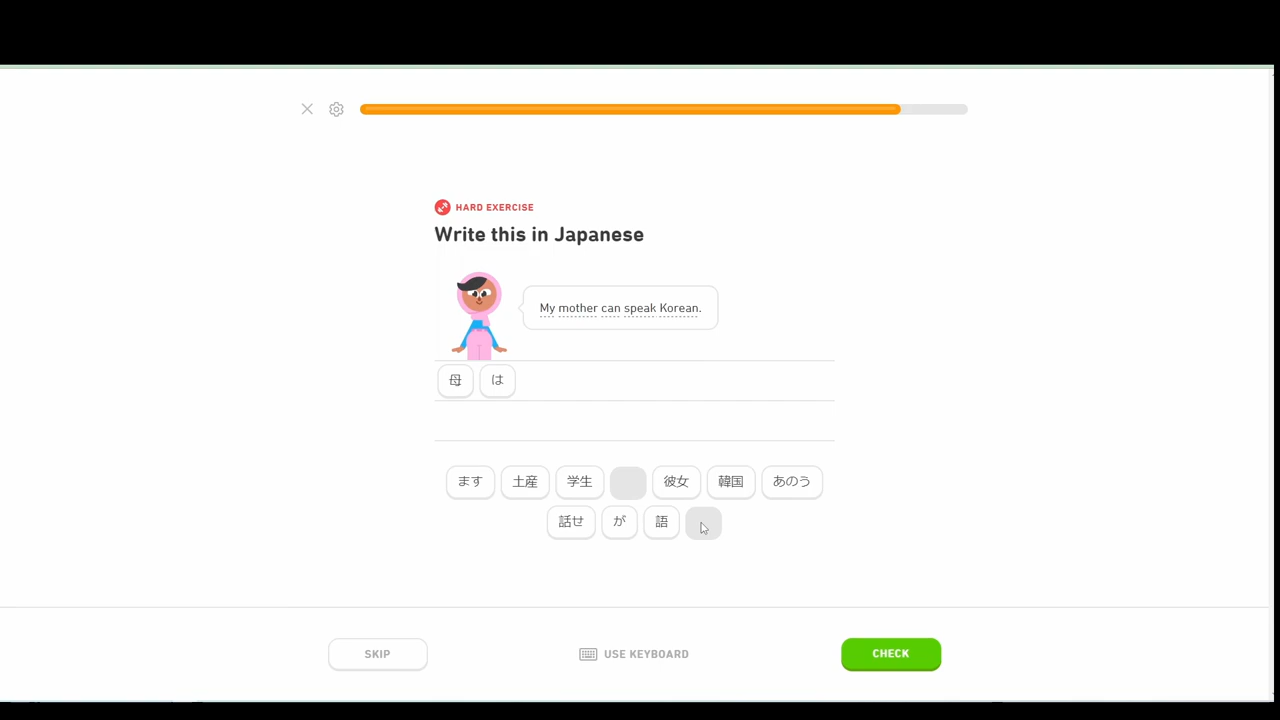 HARD EXERCISE
Write this in Japanese
My mother can speak Korean.
母 は
ます 土産 学生 彼女 韓国 あのう
話せ が 語
SKIP USE KEYBOARD CHECK